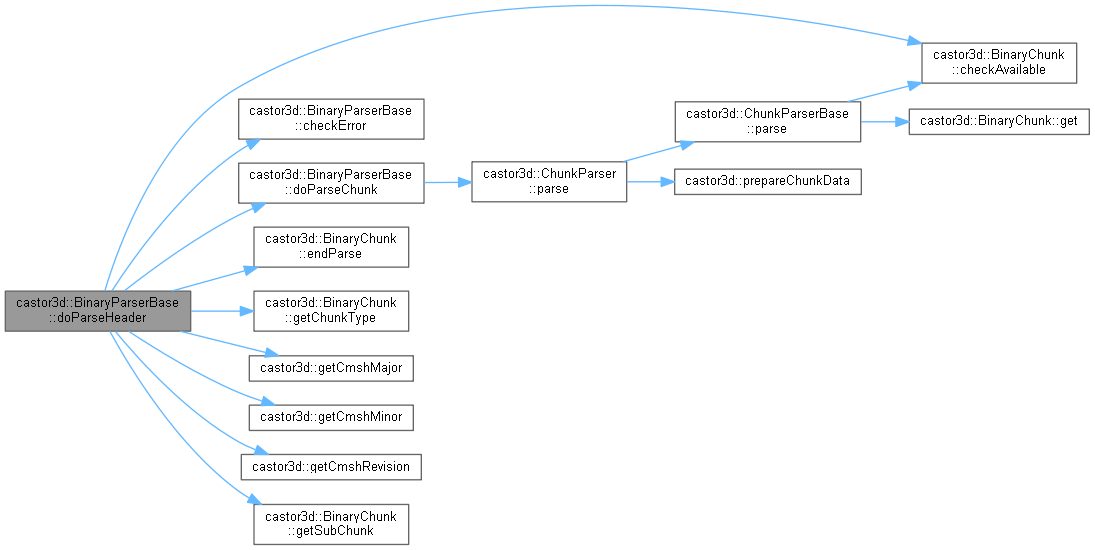 castor3d::BinaryChunk
::checkAvailable
castor3d::BinaryParserBase
::checkError
castor3d::ChunkParserBase
::parse
castor3d::BinaryChunk::get
castor3d::BinaryParserBase
::doParseChunk
castor3d::ChunkParser
::parse
castor3d::prepareChunkData
castor3d::BinaryChunk
::endParse
castor3d::BinaryParserBase
::doParseHeader
castor3d::BinaryChunk
::getChunkType
castor3d::getCmshMajor
castor3d::getCmshMinor
castor3d::getCmshRevision
castor3d::BinaryChunk
::getSubChunk